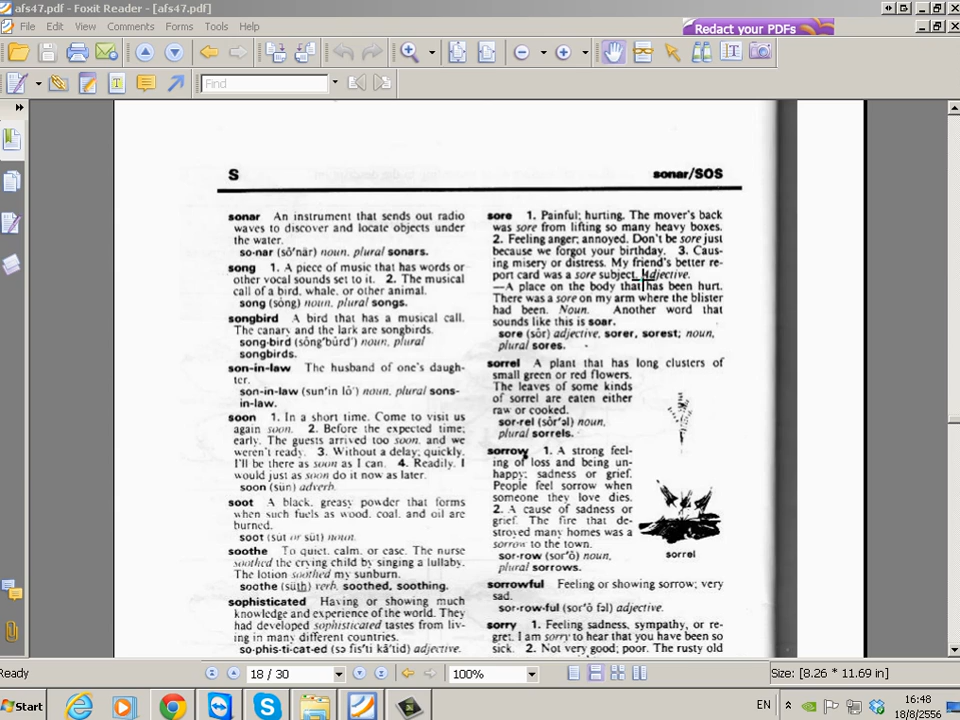 afs47.pdf - Foxit Reader - [afs47.pdf]
File Edit View Comments Forms Tools Help
Redact your PDFs
Find
S
sonar/SOS
sonar An instrument that sends out radio
waves to discover and locate objects under
the water.
so·nar (sō′när) noun, plural sonars.
song 1. A piece of music that has words or
other vocal sounds set to it. 2. The musical
call of a bird, whale, or other animal.
song (sông) noun, plural songs.
songbird A bird that has a musical call.
The canary and the lark are songbirds.
song·bird (sông′bûrd′) noun, plural
songbirds.
son-in-law The husband of one's daugh-
ter.
son-in-law (sun′in lô′) noun, plural sons-
in-law.
soon 1. In a short time. Come to visit us
again soon. 2. Before the expected time;
early. The guests arrived too soon, and we
weren't ready. 3. Without a delay; quickly.
I'll be there as soon as I can. 4. Readily. I
would just as soon do it now as later.
soon (sün) adverb.
soot A black, greasy powder that forms
when such fuels as wood, coal, and oil are
burned.
soot (sut or süt) noun.
soothe To quiet, calm, or ease. The nurse
soothed the crying child by singing a lullaby.
The lotion soothed my sunburn.
soothe (süth) verb, soothed, soothing.
sophisticated Having or showing much
knowledge and experience of the world. They
had developed sophisticated tastes from liv-
ing in many different countries.
so·phis·ti·cat·ed (sə fis′ti kā′tid) adjective.
sore 1. Painful; hurting. The mover's back
was sore from lifting so many heavy boxes.
2. Feeling anger; annoyed. Don't be sore just
because we forgot your birthday. 3. Caus-
ing misery or distress. My friend's better re-
port card was a sore subject. Adjective.
—A place on the body that has been hurt.
There was a sore on my arm where the blister
had been. Noun. Another word that
sounds like this is soar.
sore (sôr) adjective, sorer, sorest; noun,
plural sores.
sorrel A plant that has long clusters of
small green or red flowers.
The leaves of some kinds
of sorrel are eaten either
raw or cooked.
sor·rel (sôr′əl) noun,
plural sorrels.
sorrow 1. A strong feel-
ing of loss and being un-
happy; sadness or grief.
People feel sorrow when
someone they love dies.
2. A cause of sadness or
grief. The fire that de-
stroyed many homes was a
sorrow to the town.
sor·row (sor′ō) noun,
plural sorrows.
sorrel
sorrowful Feeling or showing sorrow; very
sad.
sor·row·ful (sor′ō fəl) adjective.
sorry 1. Feeling sadness, sympathy, or re-
gret. I am sorry to hear that you have been so
sick. 2. Not very good; poor. The rusty old
Ready
18 / 30
100%
Size: [8.26 * 11.69 in]
Start
EN
16:48
18/8/2556